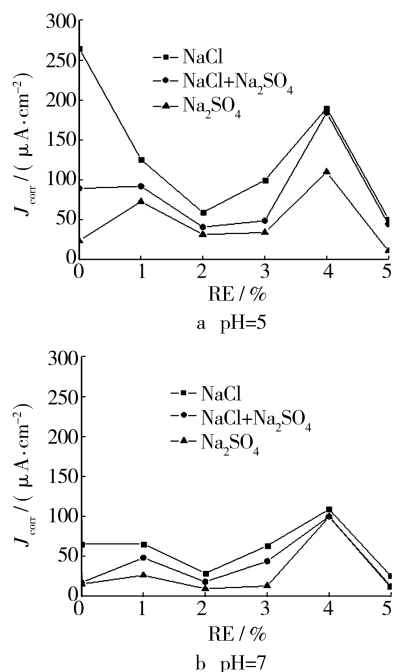 300
250
200
150
100
50
0
J corr / ( μA·cm⁻²)
NaCl
NaCl+Na₂SO₄
Na₂SO₄
0 1 2 3 4 5
RE / %
a pH=5
300
250
200
150
100
50
0
J corr / ( μA·cm⁻²)
NaCl
NaCl+Na₂SO₄
Na₂SO₄
0 1 2 3 4 5
RE / %
b pH=7